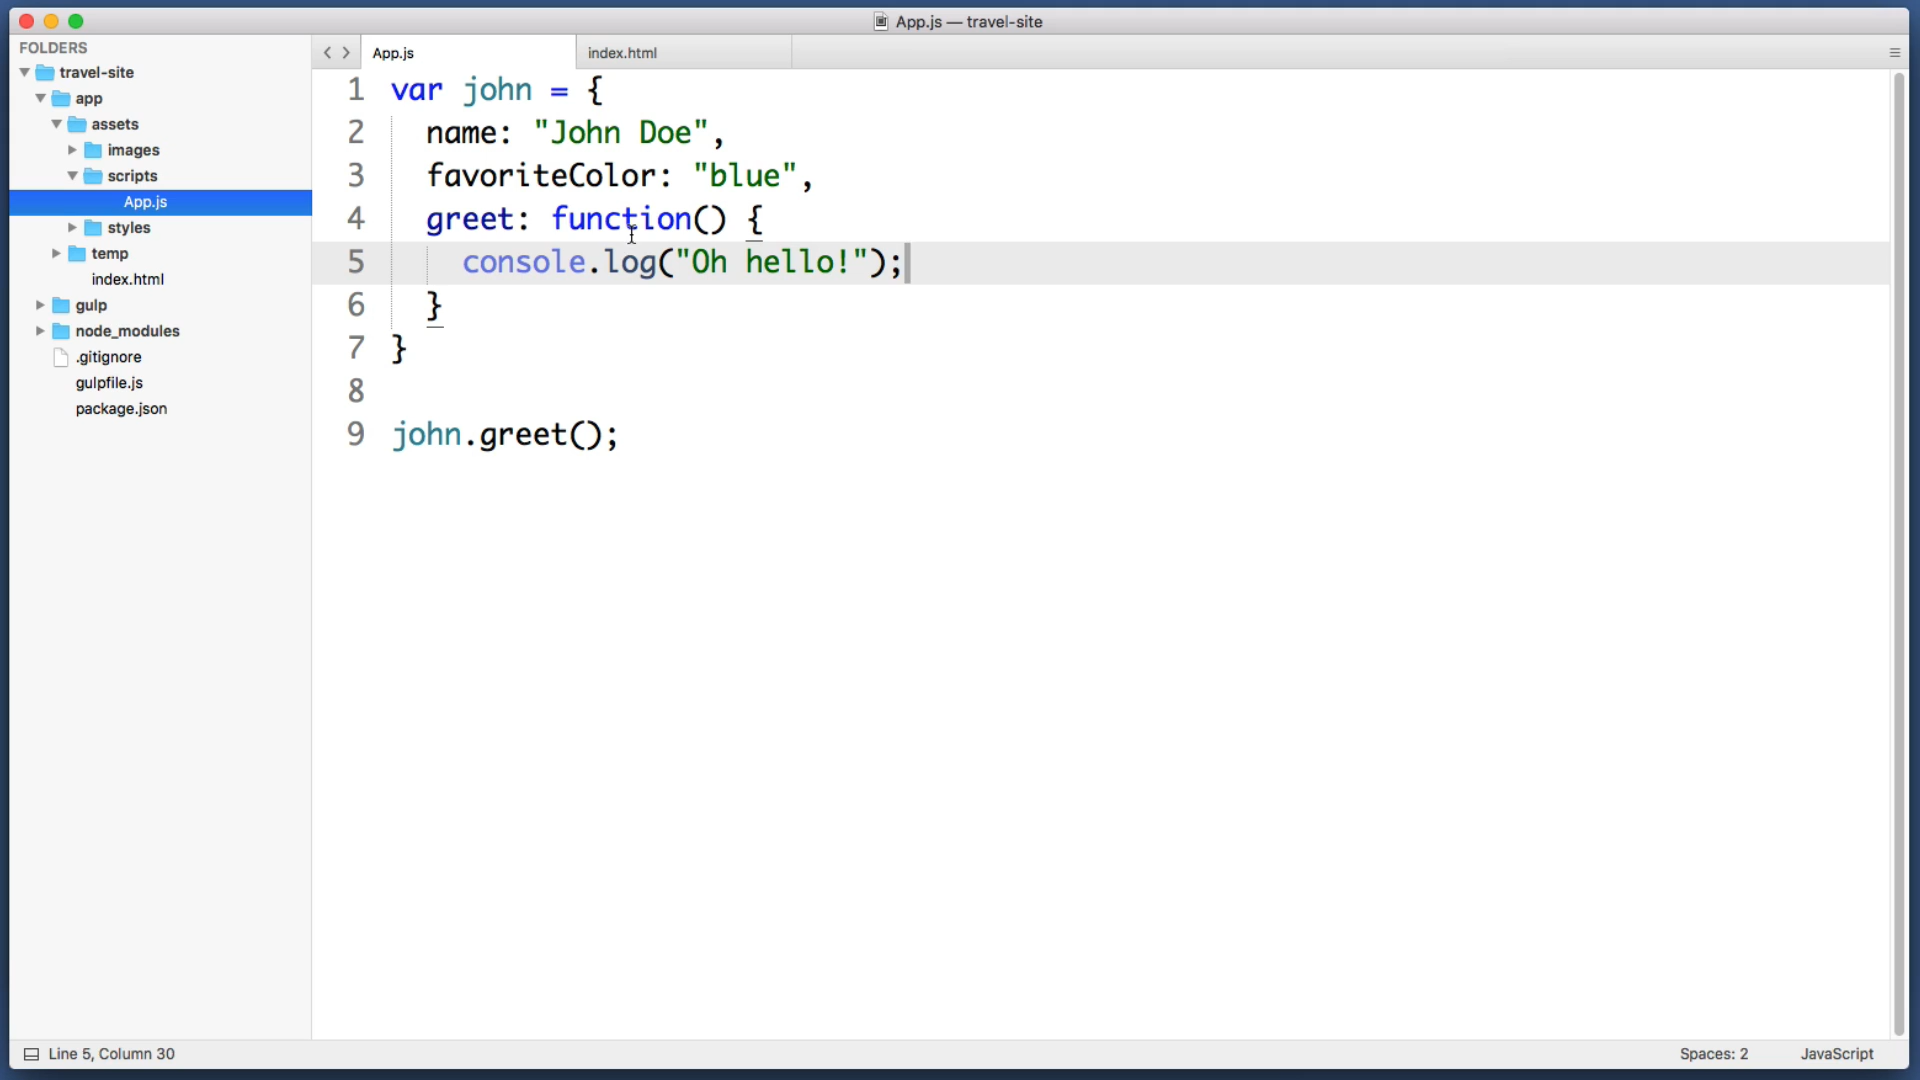 App.js — travel-site
FOLDERS
travel-site
app
assets
images
scripts
App.js
styles
temp
index.html
gulp
node_modules
.gitignore
gulpfile.js
package.json
App.js
index.html
1 var john = {
2   name: "John Doe",
3   favoriteColor: "blue",
4   greet: function() {
5     console.log("Oh hello!");
6   }
7 }
8
9 john.greet();
Line 5, Column 30
Spaces: 2
JavaScript